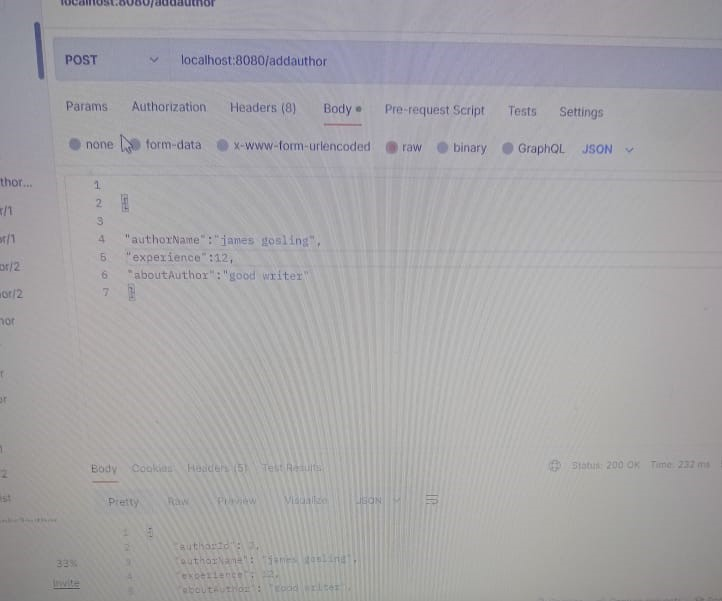 localhost:8080/addauthor
POST localhost:8080/addauthor
Params Authorization Headers (8) Body Pre-request Script Tests Settings
none form-data x-www-form-urlencoded raw binary GraphQL JSON
thor...
r/1
or/1
or/2
or/2
hor
1
2
{
3
4 "authorName":"james gosling",
5 "experience":12,
6 "aboutAuthor":"good writer"
7 }
Body Cookies Headers (5) Test Results Status: 200 OK Time: 232 ms
Pretty Raw Preview Visualize JSON
1 {
2 "authorId": 3,
3 "authorName": "james gosling",
4 "experience": 12,
5 "aboutAuthor": "good writer",
33%
Invite